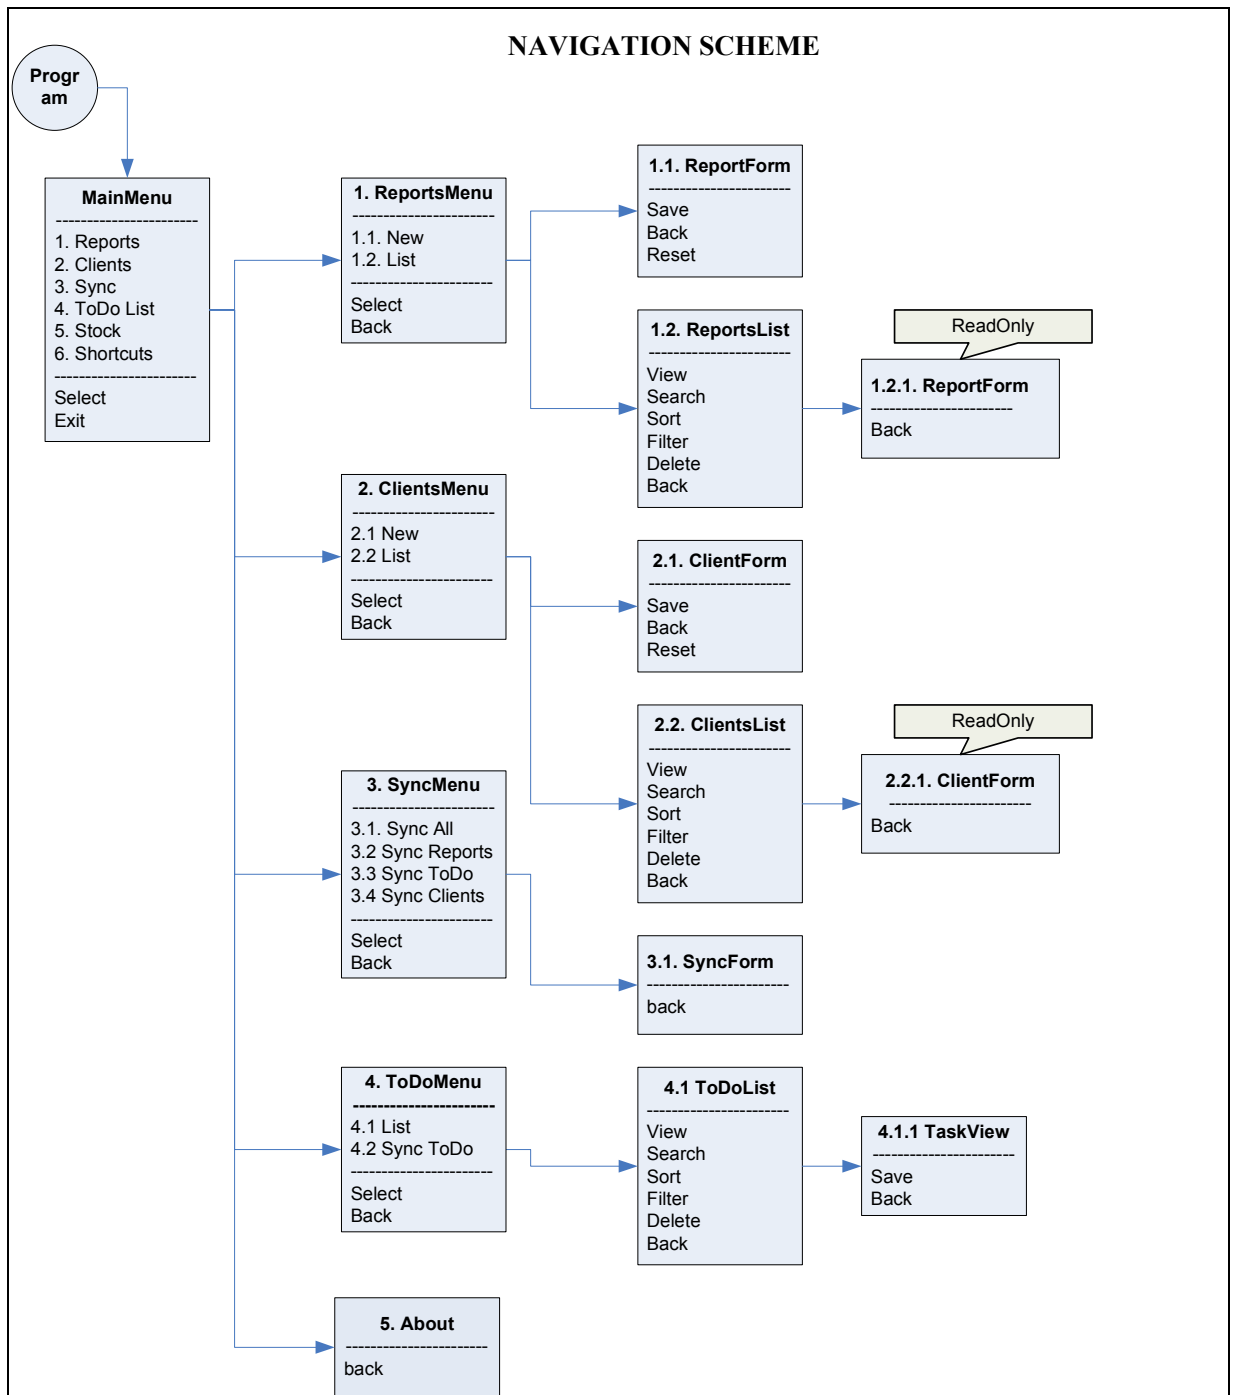 NAVIGATION SCHEME
Progr
am
MainMenu
-----------------------
1. Reports
2. Clients
3. Sync
4. ToDo List
5. Stock
6. Shortcuts
-----------------------
Select
Exit
1. ReportsMenu
-----------------------
1.1. New
1.2. List
-----------------------
Select
Back
1.1. ReportForm
-----------------------
Save
Back
Reset
1.2. ReportsList
-----------------------
View
Search
Sort
Filter
Delete
Back
ReadOnly
1.2.1. ReportForm
-----------------------
Back
2. ClientsMenu
-----------------------
2.1 New
2.2 List
-----------------------
Select
Back
2.1. ClientForm
-----------------------
Save
Back
Reset
2.2. ClientsList
-----------------------
View
Search
Sort
Filter
Delete
Back
ReadOnly
2.2.1. ClientForm
-----------------------
Back
3. SyncMenu
-----------------------
3.1. Sync All
3.2 Sync Reports
3.3 Sync ToDo
3.4 Sync Clients
-----------------------
Select
Back
3.1. SyncForm
-----------------------
back
4. ToDoMenu
-----------------------
4.1 List
4.2 Sync ToDo
-----------------------
Select
Back
4.1 ToDoList
-----------------------
View
Search
Sort
Filter
Delete
Back
4.1.1 TaskView
-----------------------
Save
Back
5. About
-----------------------
back